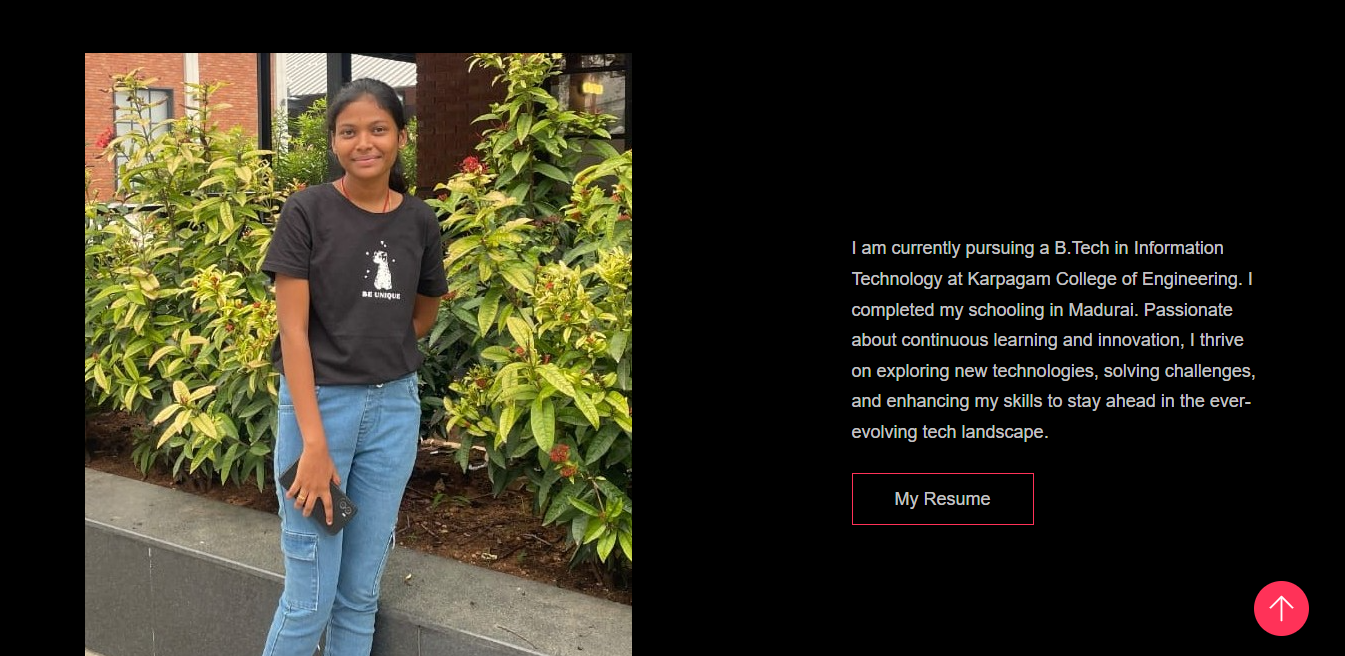 BE UNIQUE
I am currently pursuing a B.Tech in Information
Technology at Karpagam College of Engineering. I
completed my schooling in Madurai. Passionate
about continuous learning and innovation, I thrive
on exploring new technologies, solving challenges,
and enhancing my skills to stay ahead in the ever-
evolving tech landscape.
My Resume